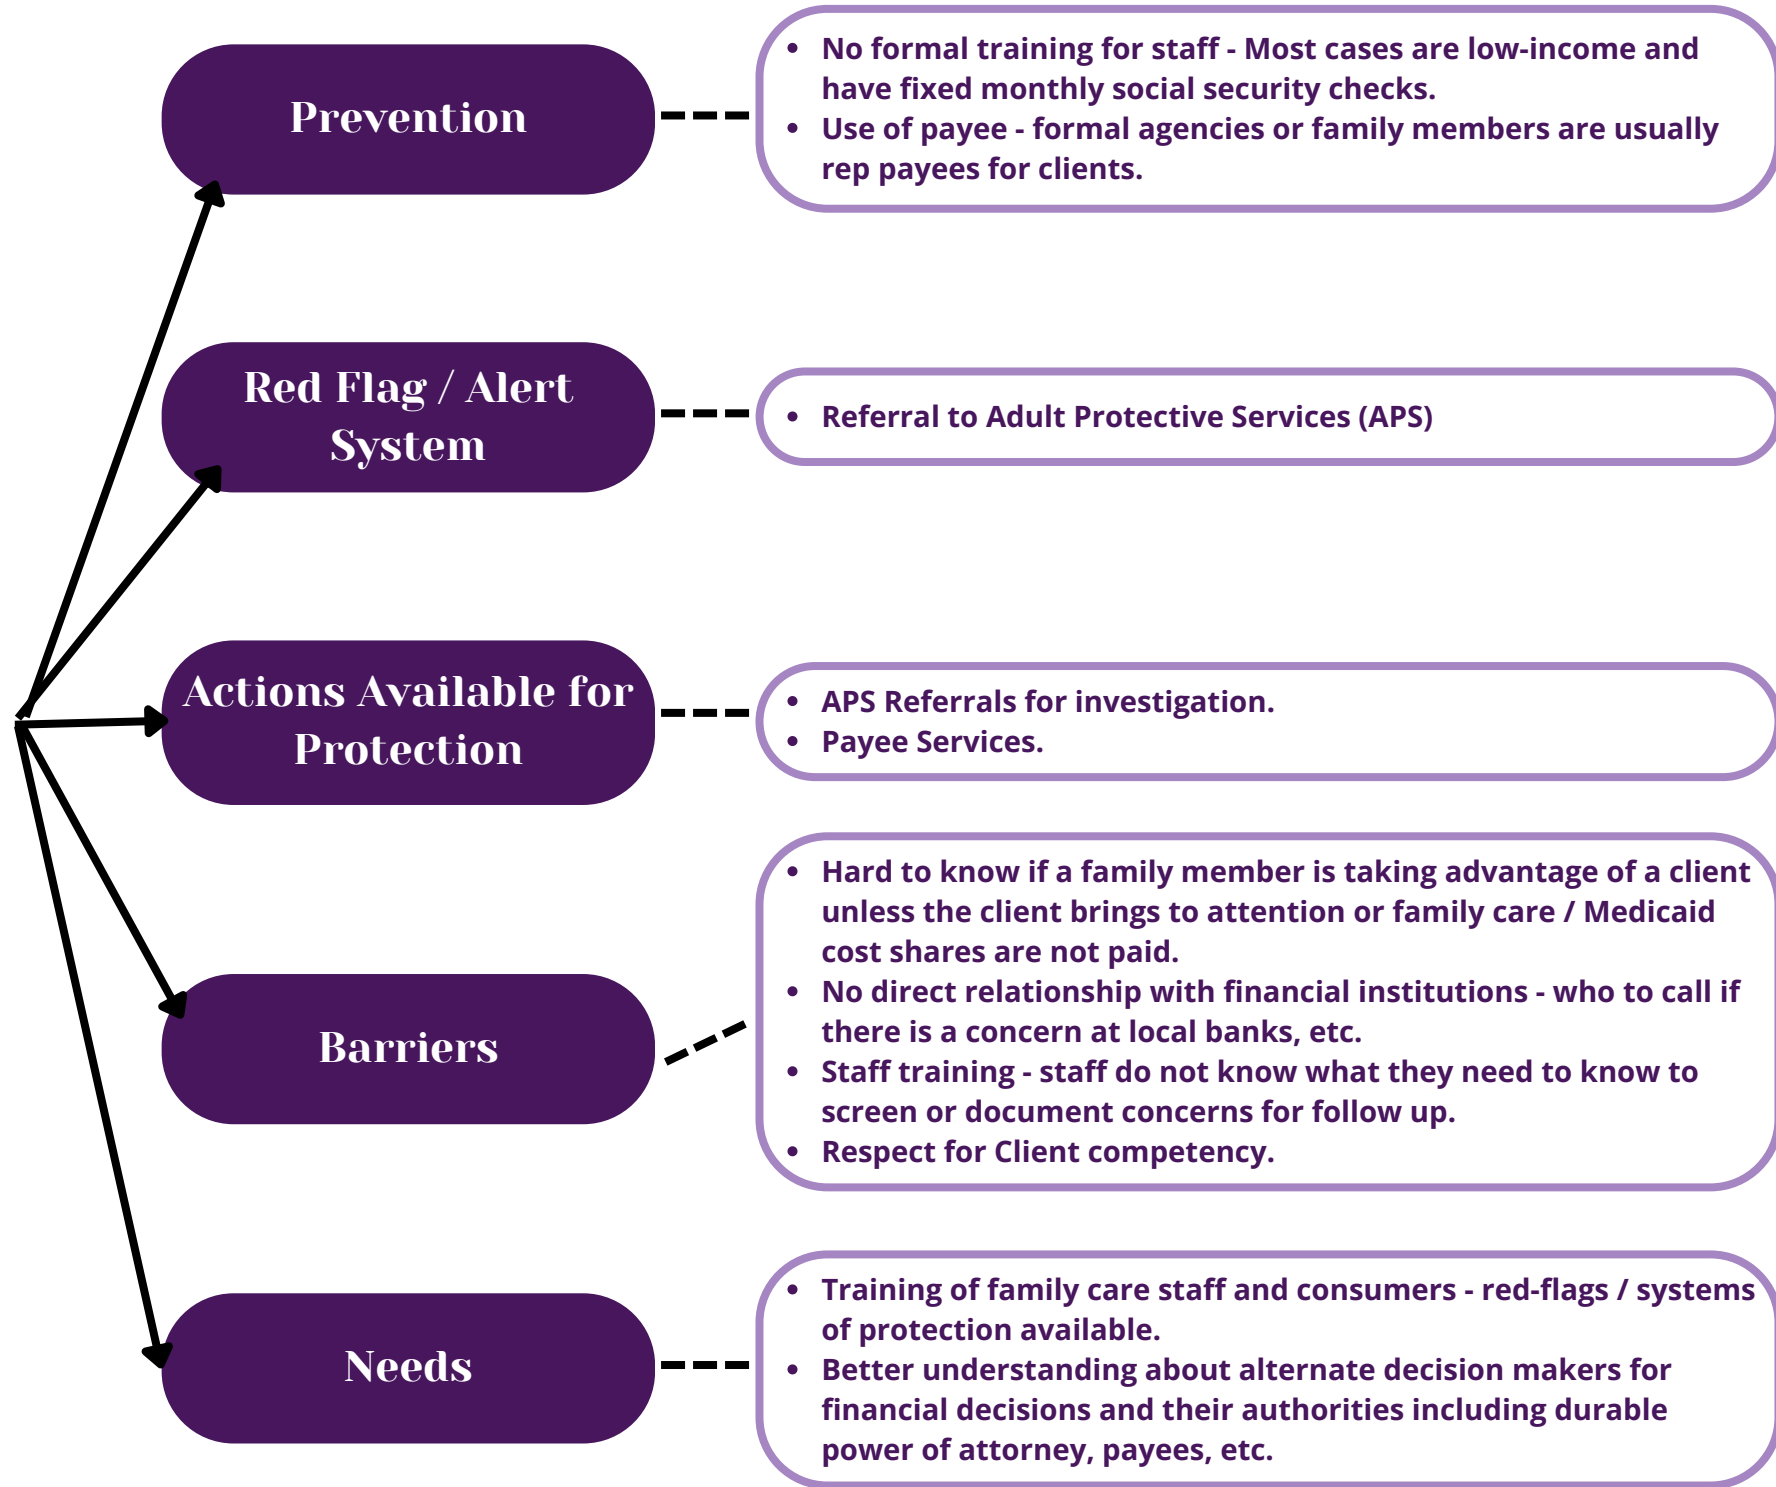 Prevention
• No formal training for staff - Most cases are low-income and
have fixed monthly social security checks.
• Use of payee - formal agencies or family members are usually
rep payees for clients.
Red Flag / Alert
System
• Referral to Adult Protective Services (APS)
Actions Available for
Protection
• APS Referrals for investigation.
• Payee Services.
Barriers
• Hard to know if a family member is taking advantage of a client
unless the client brings to attention or family care / Medicaid
cost shares are not paid.
• No direct relationship with financial institutions - who to call if
there is a concern at local banks, etc.
• Staff training - staff do not know what they need to know to
screen or document concerns for follow up.
• Respect for Client competency.
Needs
• Training of family care staff and consumers - red-flags / systems
of protection available.
• Better understanding about alternate decision makers for
financial decisions and their authorities including durable
power of attorney, payees, etc.